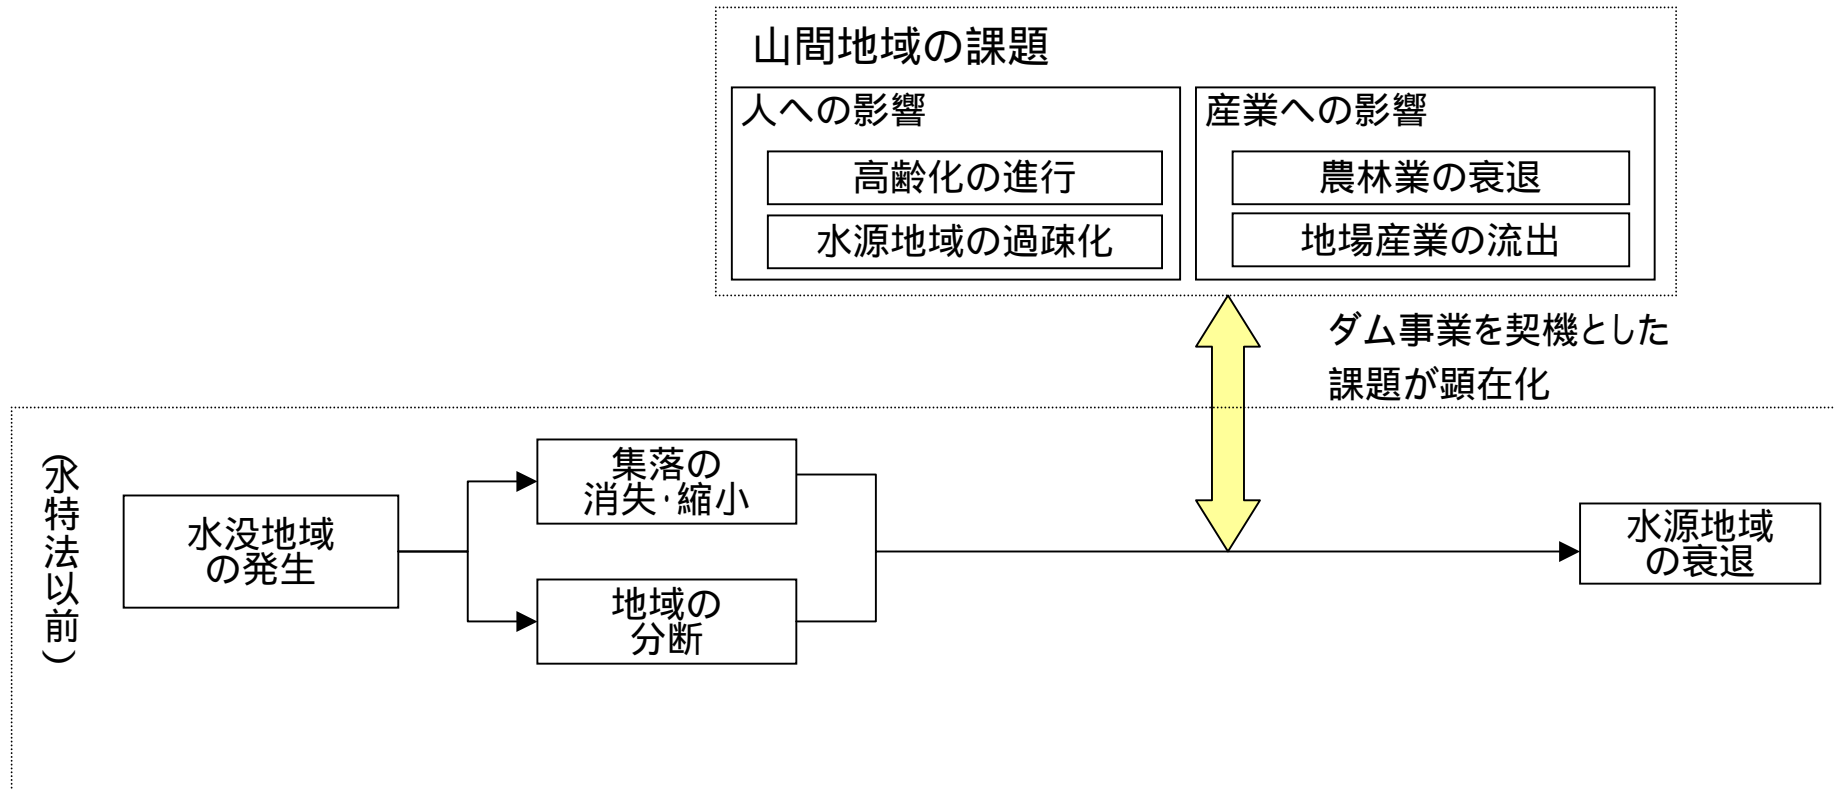 山間地域の課題
人への影響
高齢化の進行
水源地域の過疎化
産業への影響
農林業の衰退
地場産業の流出
ダム事業を契機とした
課題が顕在化
(水特法以前)
水没地域
の発生
集落の
消失・縮小
地域の
分断
水源地域
の衰退